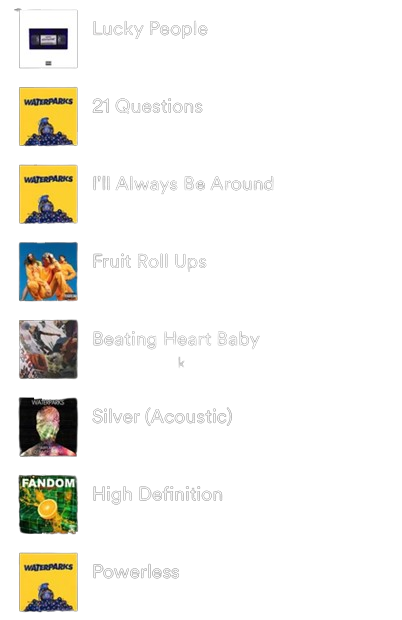 Lucky People
WATERPARKS
21 Questions
WATERPARKS
I'll Always Be Around
Fruit Roll Ups
Beating Heart Baby
k
WATERPARKS
Silver (Acoustic)
FANDOM
High Definition
WATERPARKS
Powerless